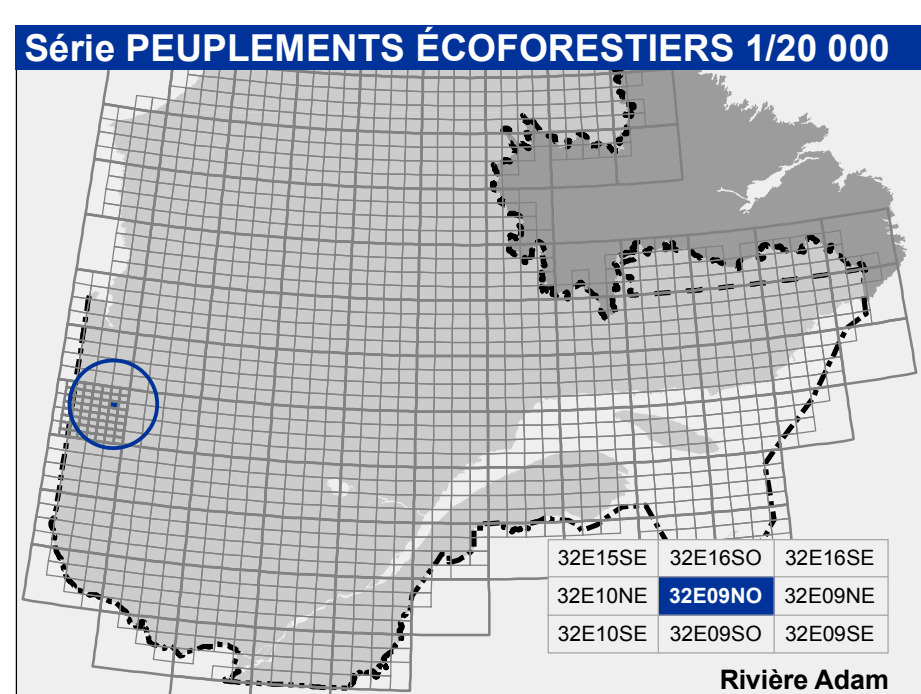 Série PEUPLEMENTS ÉCOFORESTIERS 1/20 000
32E15SE 32E16SO 32E16SE
32E10NE 32E09NO 32E09NE
32E10SE 32E09SO 32E09SE
Rivière Adam